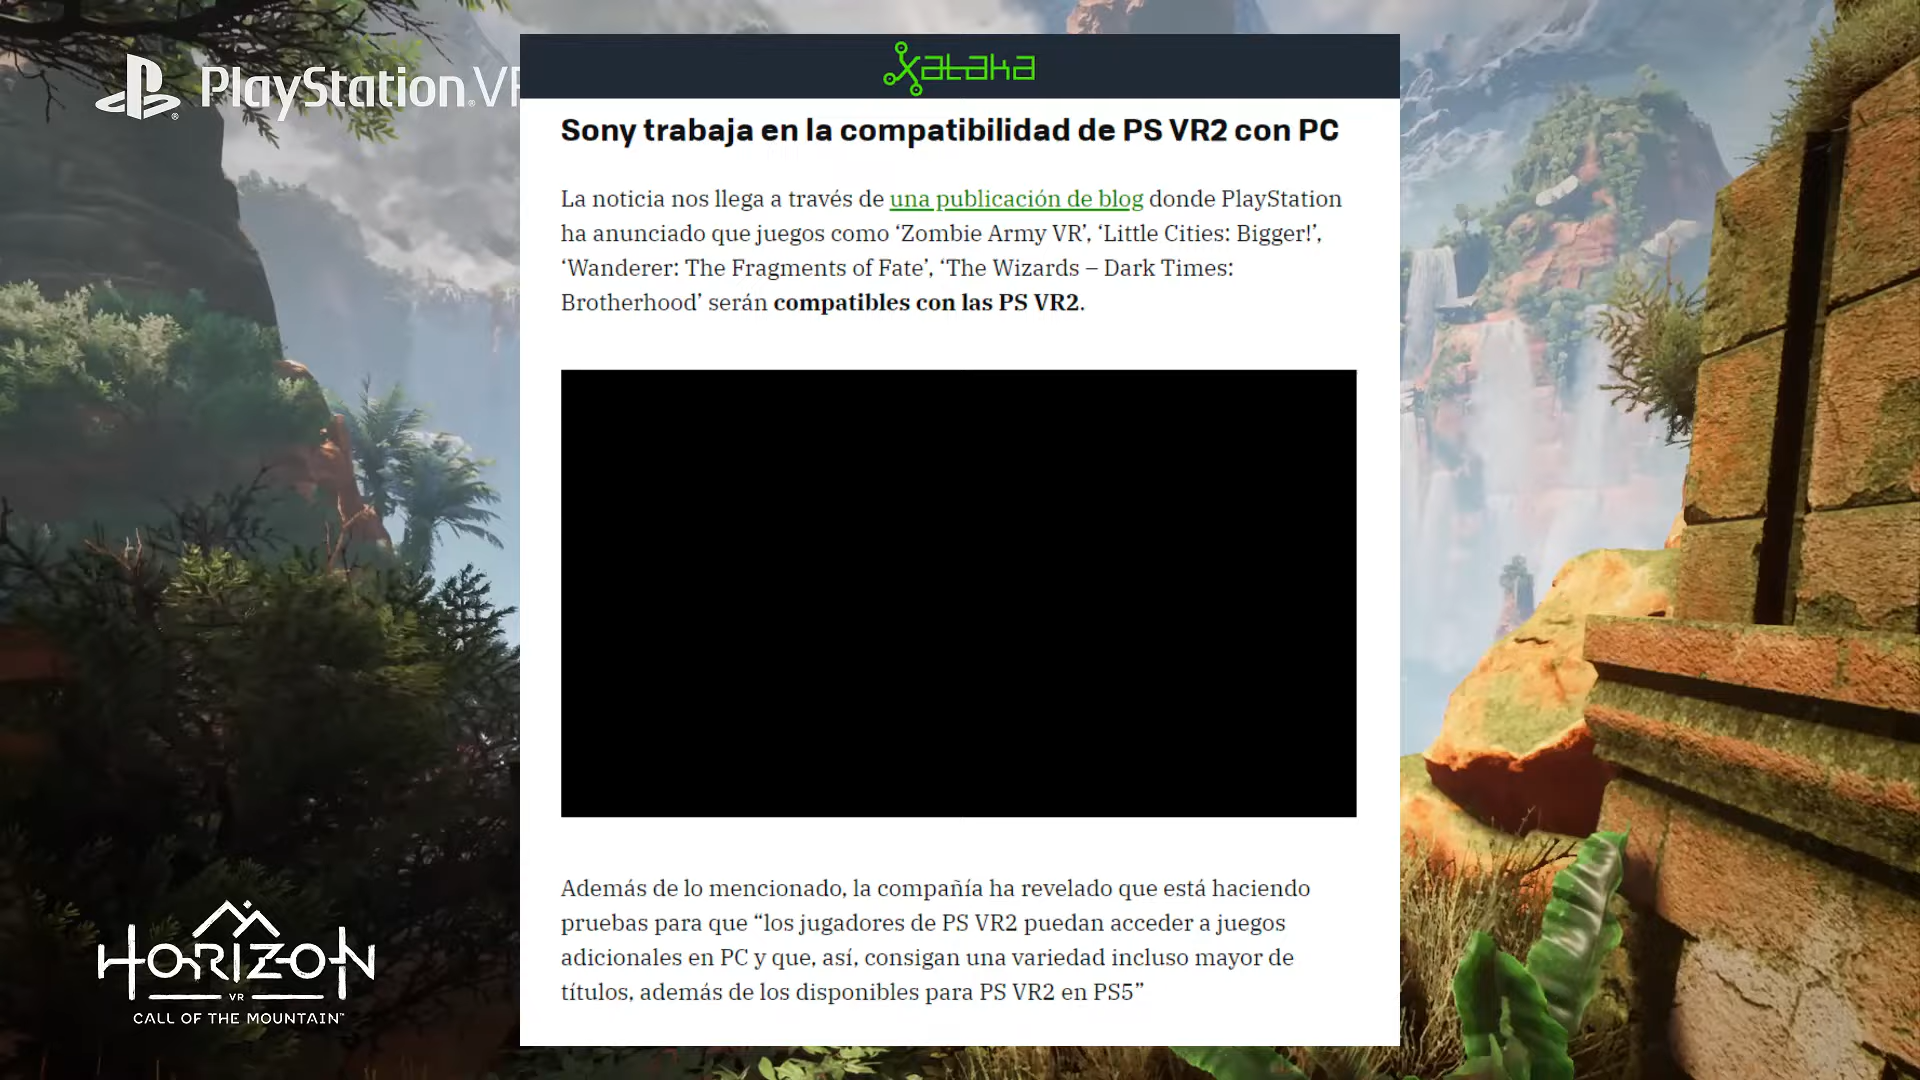 PlayStation®VR
xataka
Sony trabaja en la compatibilidad de PS VR2 con PC
La noticia nos llega a través de una publicación de blog donde PlayStation
ha anunciado que juegos como ‘Zombie Army VR’, ‘Little Cities: Bigger!’,
‘Wanderer: The Fragments of Fate’, ‘The Wizards – Dark Times:
Brotherhood’ serán compatibles con las PS VR2.
Además de lo mencionado, la compañía ha revelado que está haciendo
pruebas para que “los jugadores de PS VR2 puedan acceder a juegos
adicionales en PC y que, así, consigan una variedad incluso mayor de
títulos, además de los disponibles para PS VR2 en PS5”
HORIZON
VR
CALL OF THE MOUNTAIN™